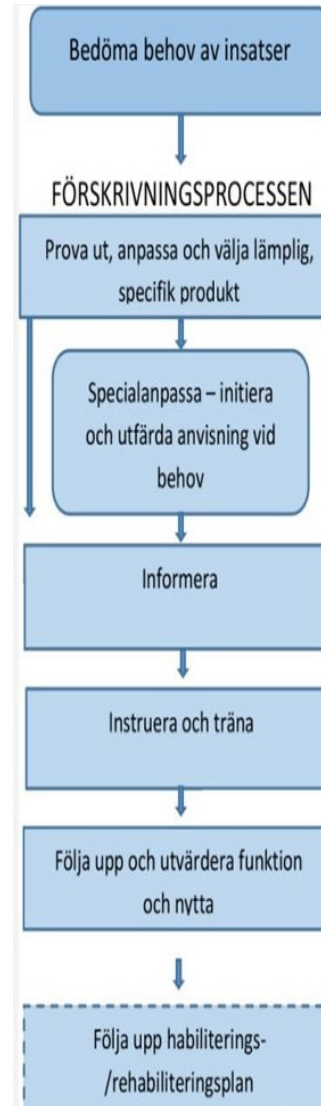 Bedöma behov av insatser
FÖRSKRIVNINGSPROCESSEN
Prova ut, anpassa och välja lämplig,
specifik produkt
Specialanpassa – initiera
och utfärda anvisning vid
behov
Informera
Instruera och träna
Följa upp och utvärdera funktion
och nytta
Följa upp habiliterings-
/rehabiliteringsplan